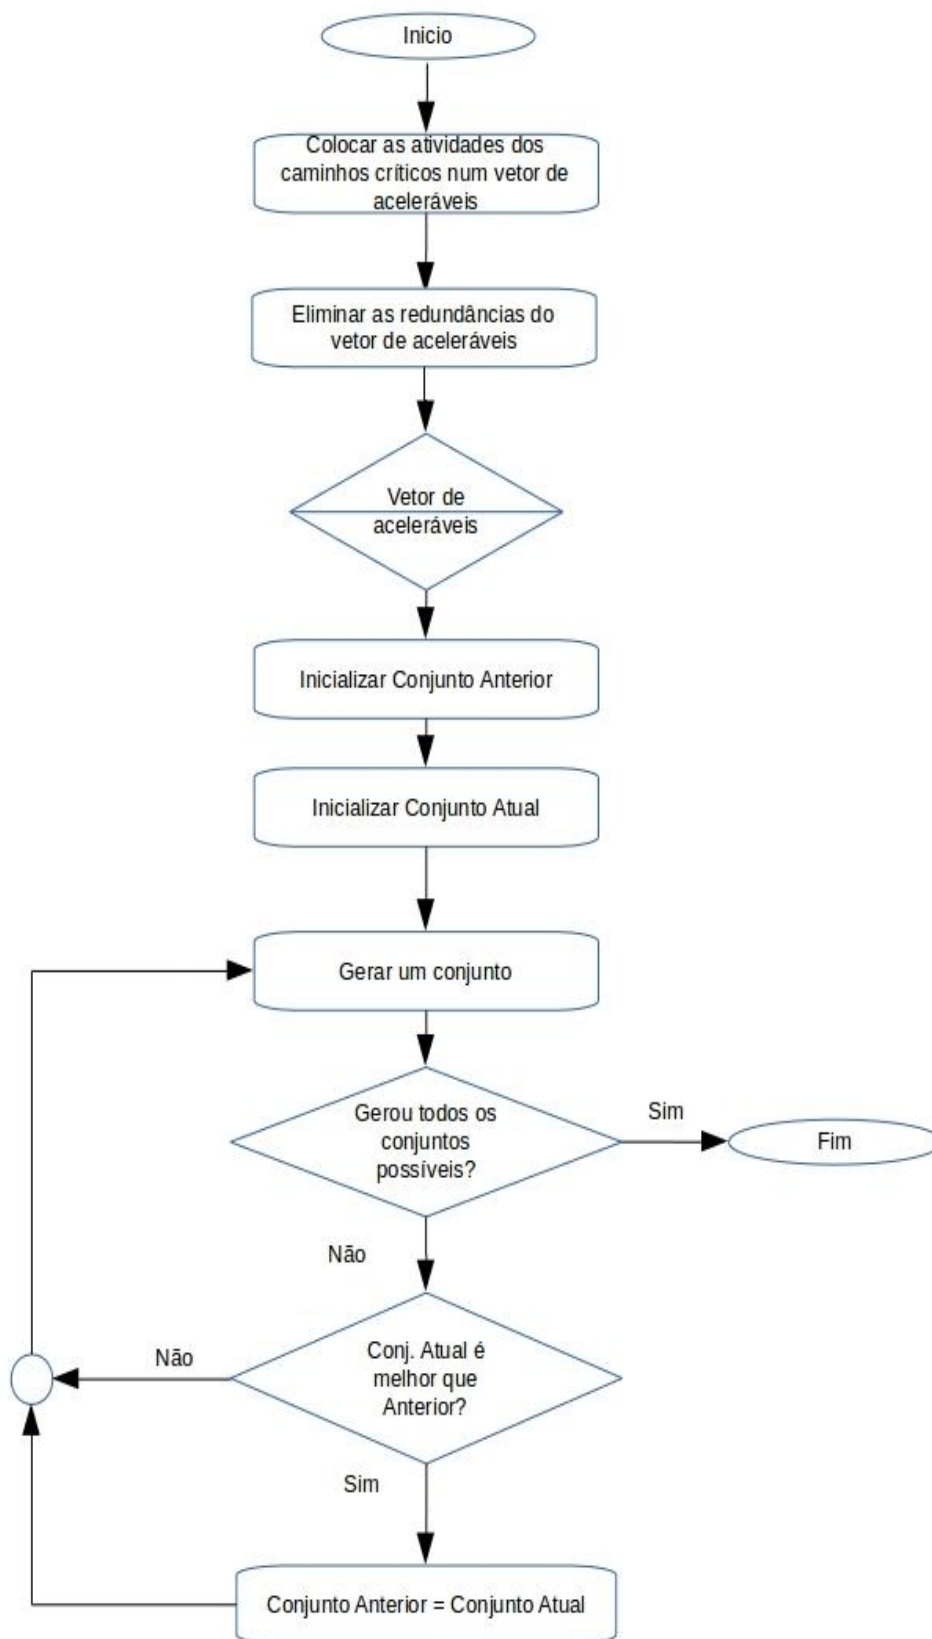 Inicio
Colocar as atividades dos
caminhos críticos num vetor de
aceleráveis
Eliminar as redundâncias do
vetor de aceleráveis
Vetor de
aceleráveis
Inicializar Conjunto Anterior
Inicializar Conjunto Atual
Gerar um conjunto
Gerou todos os
conjuntos
possíveis?
Sim
Fim
Não
Conj. Atual é
melhor que
Anterior?
Não
Sim
Conjunto Anterior = Conjunto Atual